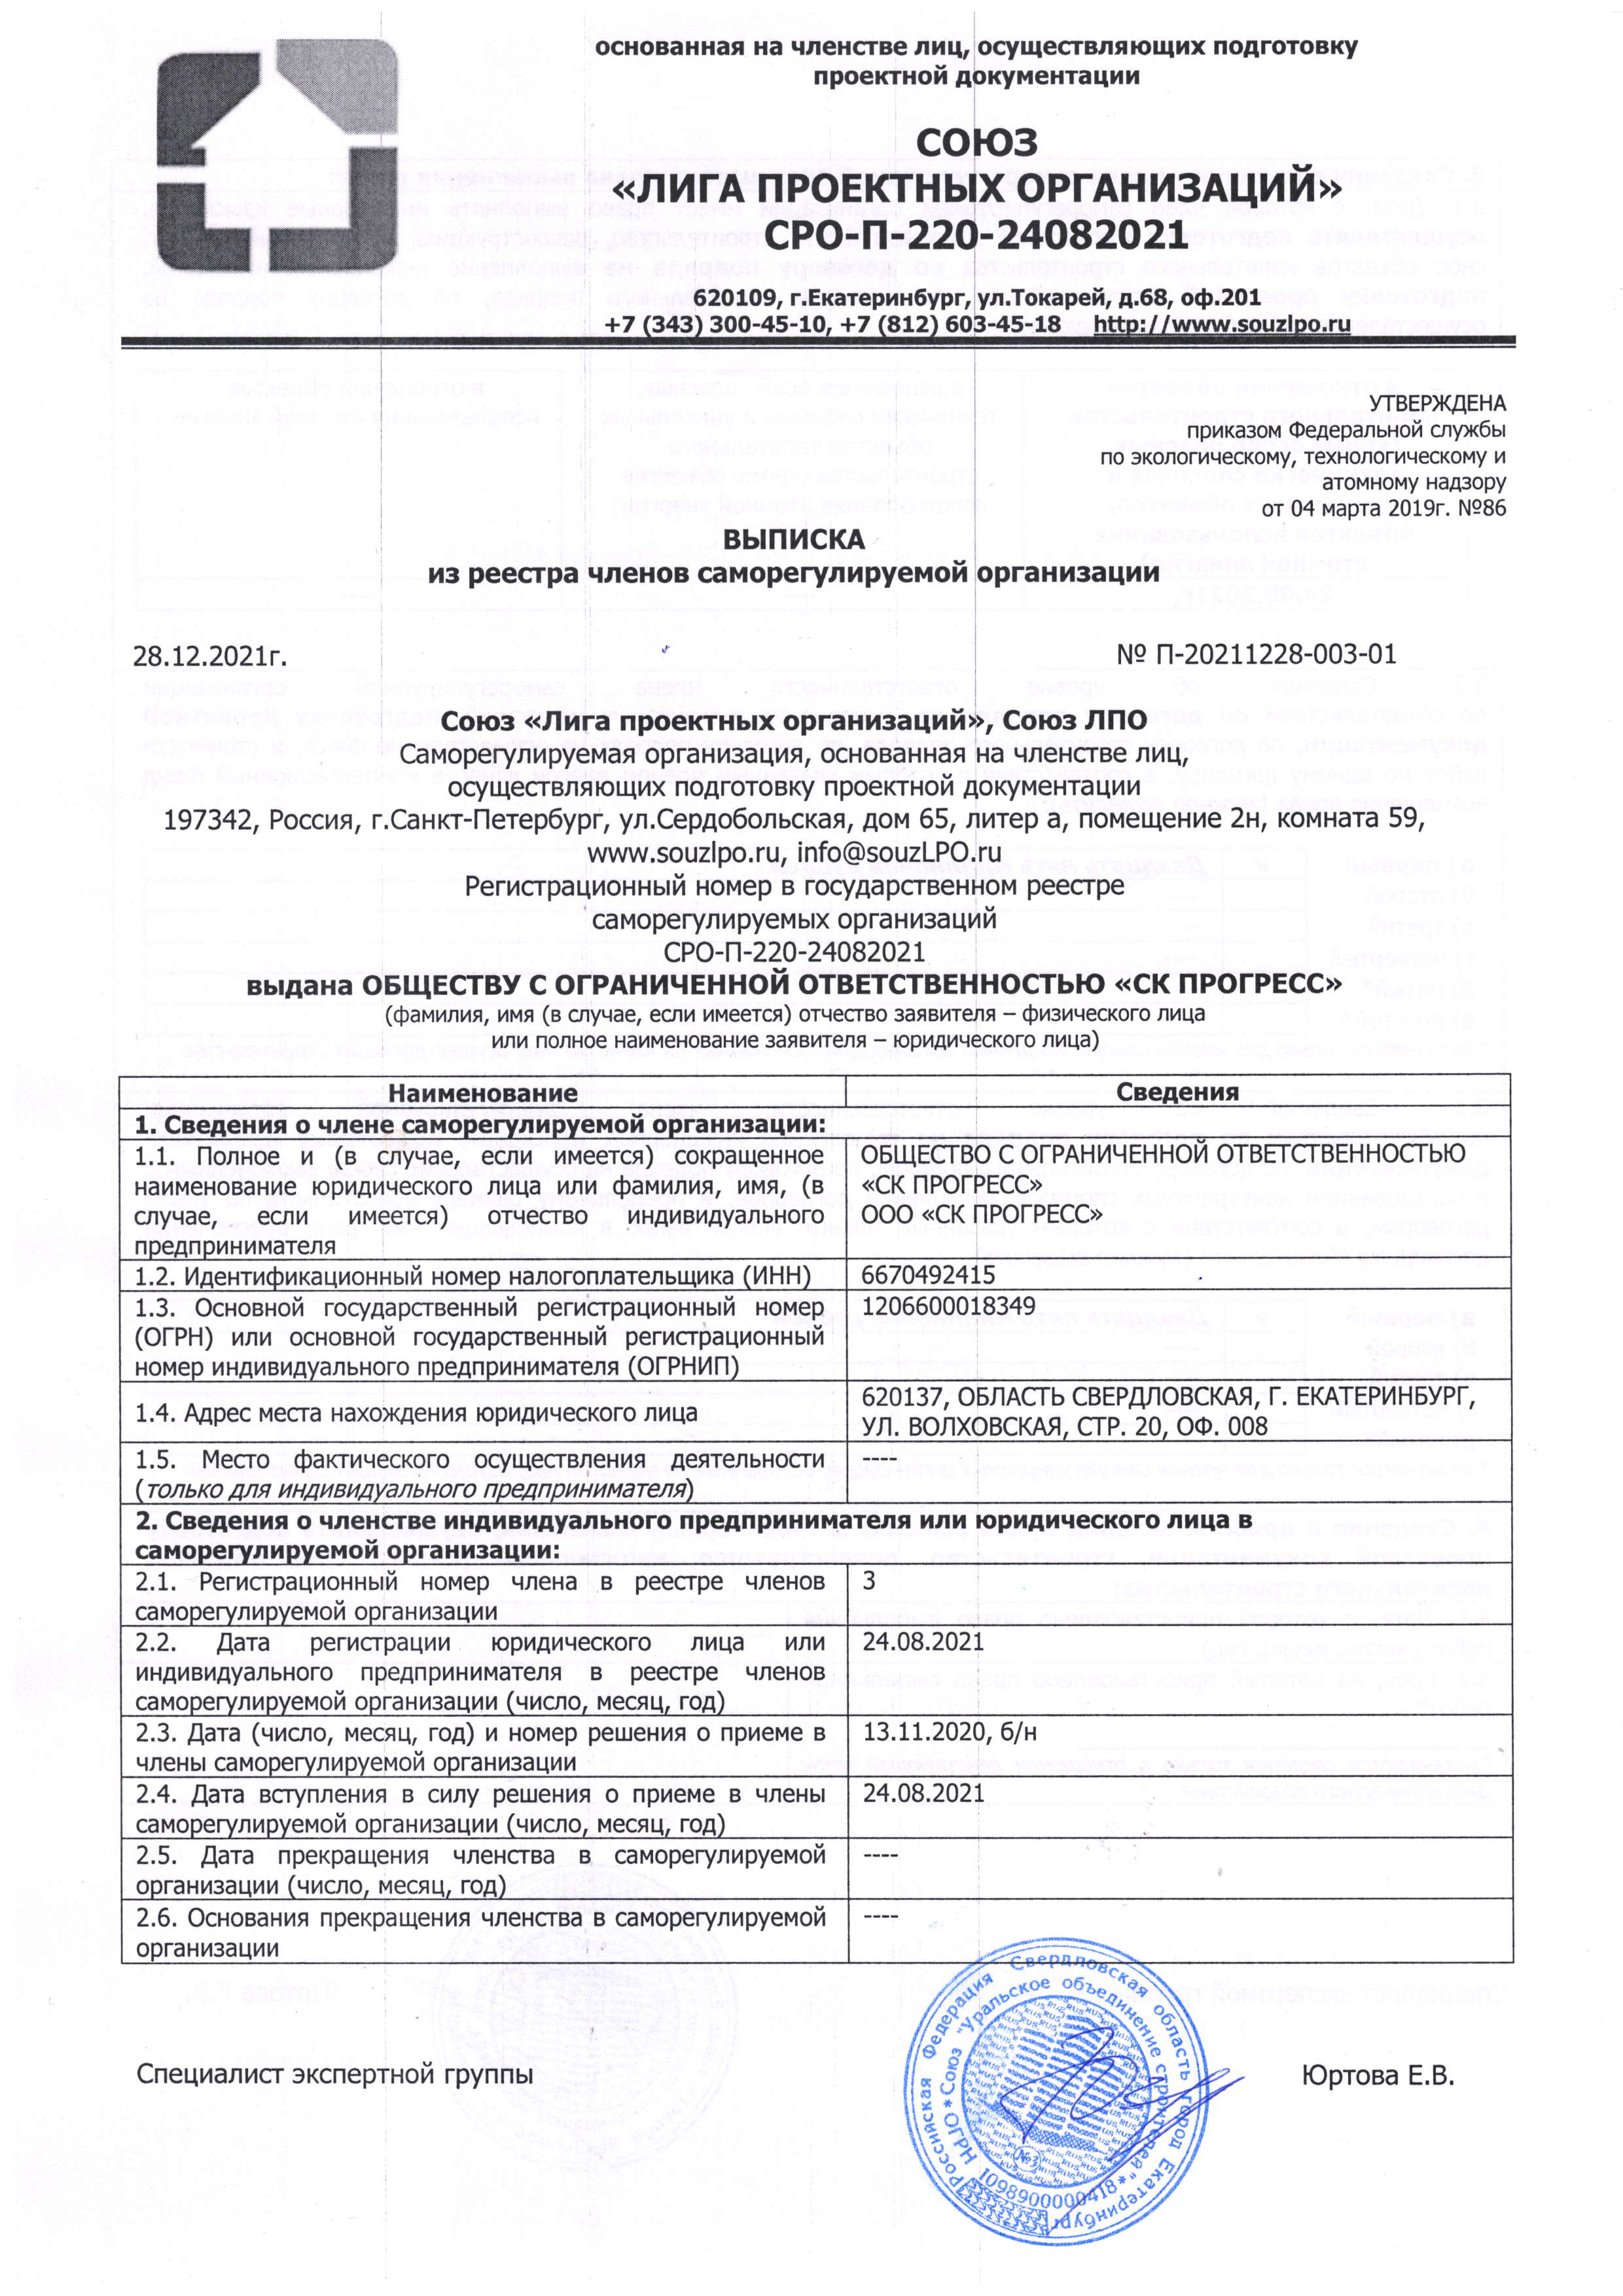 основанная на членстве лиц, осуществляющих подготовку
проектной документации
СОЮЗ
«ЛИГА ПРОЕКТНЫХ ОРГАНИЗАЦИЙ»
СРО-П-220-24082021
620109, г.Екатеринбург, ул.Токарей, д.68, оф.201
+7 (343) 300-45-10, +7 (812) 603-45-18 http://www.souzlpo.ru
УТВЕРЖДЕНА
приказом Федеральной службы
по экологическому, технологическому и
атомному надзору
от 04 марта 2019г. №86
ВЫПИСКА
из реестра членов саморегулируемой организации
28.12.2021г. № П-20211228-003-01
Союз «Лига проектных организаций», Союз ЛПО
Саморегулируемая организация, основанная на членстве лиц,
осуществляющих подготовку проектной документации
197342, Россия, г.Санкт-Петербург, ул.Сердобольская, дом 65, литер а, помещение 2н, комната 59,
www.souzlpo.ru, info@souzLPO.ru
Регистрационный номер в государственном реестре
саморегулируемых организаций
СРО-П-220-24082021
выдана ОБЩЕСТВУ С ОГРАНИЧЕННОЙ ОТВЕТСТВЕННОСТЬЮ «СК ПРОГРЕСС»
(фамилия, имя (в случае, если имеется) отчество заявителя – физического лица
или полное наименование заявителя – юридического лица)
Наименование Сведения
1. Сведения о члене саморегулируемой организации:
1.1. Полное и (в случае, если имеется) сокращенное
наименование юридического лица или фамилия, имя, (в
случае, если имеется) отчество индивидуального
предпринимателя
ОБЩЕСТВО С ОГРАНИЧЕННОЙ ОТВЕТСТВЕННОСТЬЮ
«СК ПРОГРЕСС»
ООО «СК ПРОГРЕСС»
1.2. Идентификационный номер налогоплательщика (ИНН) 6670492415
1.3. Основной государственный регистрационный номер
(ОГРН) или основной государственный регистрационный
номер индивидуального предпринимателя (ОГРНИП)
1206600018349
1.4. Адрес места нахождения юридического лица
620137, ОБЛАСТЬ СВЕРДЛОВСКАЯ, Г. ЕКАТЕРИНБУРГ,
УЛ. ВОЛХОВСКАЯ, СТР. 20, ОФ. 008
1.5. Место фактического осуществления деятельности
(только для индивидуального предпринимателя)
----
2. Сведения о членстве индивидуального предпринимателя или юридического лица в
саморегулируемой организации:
2.1. Регистрационный номер члена в реестре членов
саморегулируемой организации
3
2.2. Дата регистрации юридического лица или
индивидуального предпринимателя в реестре членов
саморегулируемой организации (число, месяц, год)
24.08.2021
2.3. Дата (число, месяц, год) и номер решения о приеме в
члены саморегулируемой организации
13.11.2020, б/н
2.4. Дата вступления в силу решения о приеме в члены
саморегулируемой организации (число, месяц, год)
24.08.2021
2.5. Дата прекращения членства в саморегулируемой
организации (число, месяц, год)
----
2.6. Основания прекращения членства в саморегулируемой
организации
----
Специалист экспертной группы Юртова Е.В.
Российская Федерация Свердловская область город Екатеринбург
Союз "Уральское объединение строителей" * ОГРН 1098900000418 *
№3